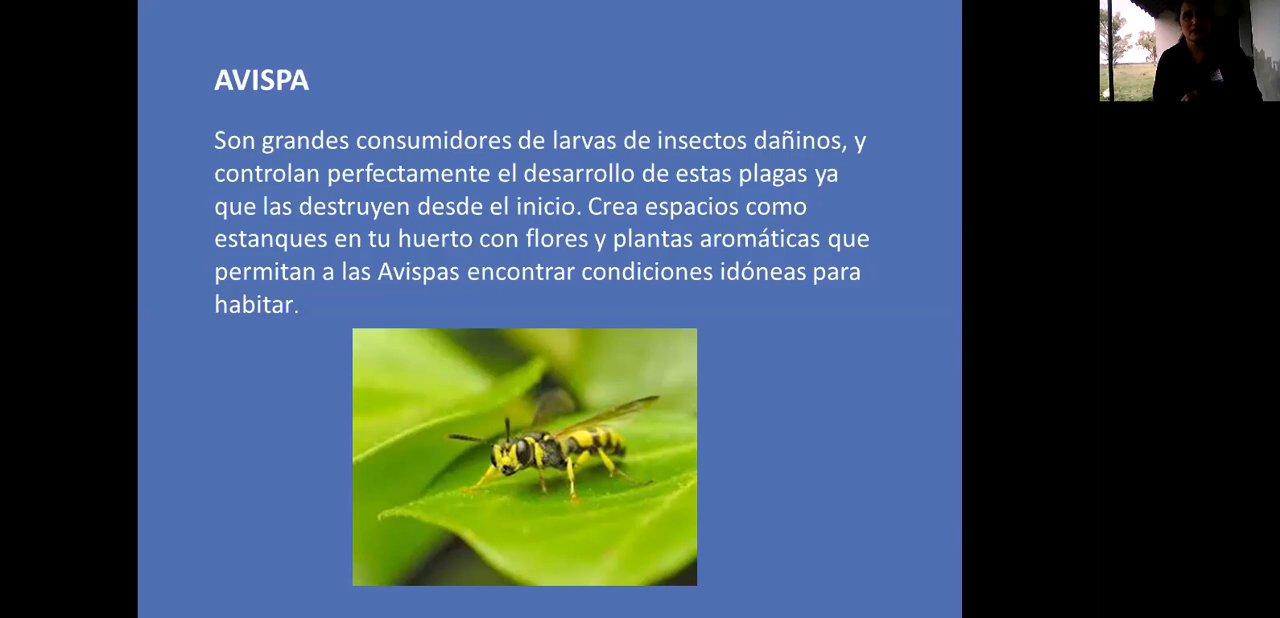 AVISPA
Son grandes consumidores de larvas de insectos dañinos, y
controlan perfectamente el desarrollo de estas plagas ya
que las destruyen desde el inicio. Crea espacios como
estanques en tu huerto con flores y plantas aromáticas que
permitan a las Avispas encontrar condiciones idóneas para
habitar.